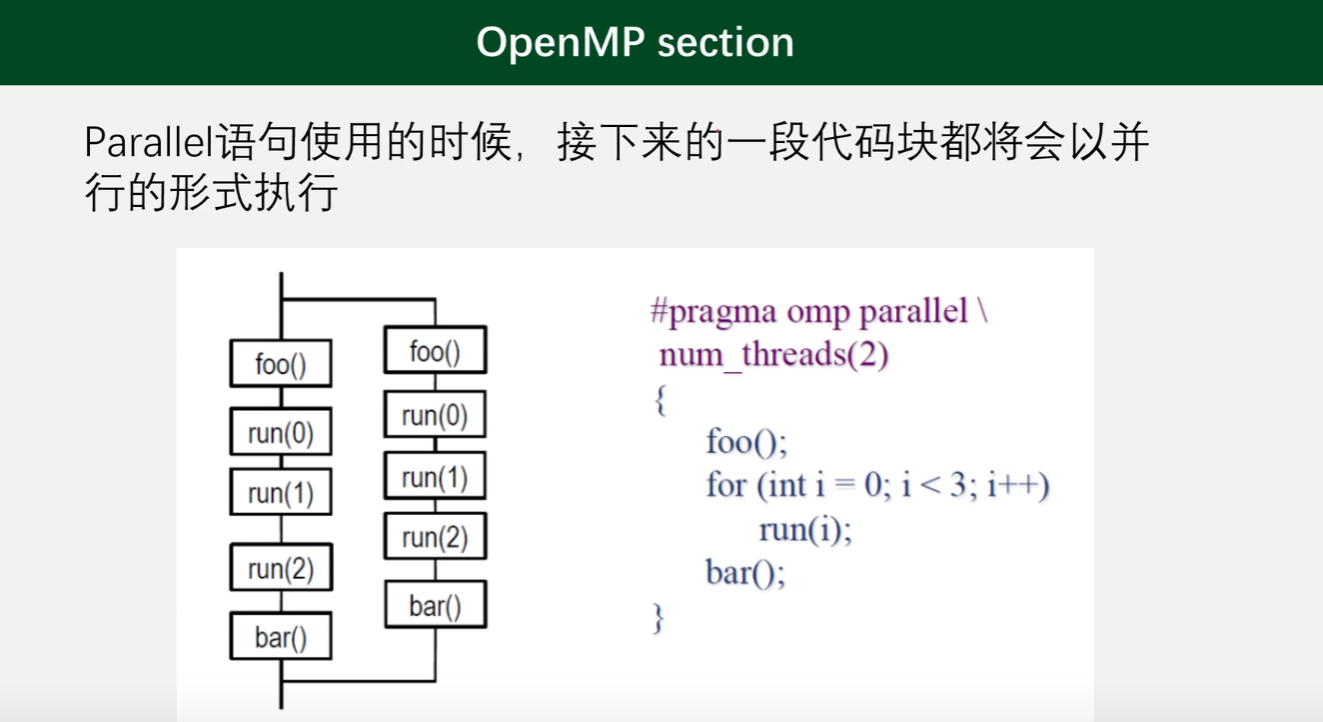 OpenMP section
Parallel语句使用的时候，接下来的一段代码块都将会以并
行的形式执行
foo()
run(0)
run(1)
run(2)
bar()
foo()
run(0)
run(1)
run(2)
bar()
#pragma omp parallel \
num_threads(2)
{
foo();
for (int i = 0; i < 3; i++)
run(i);
bar();
}